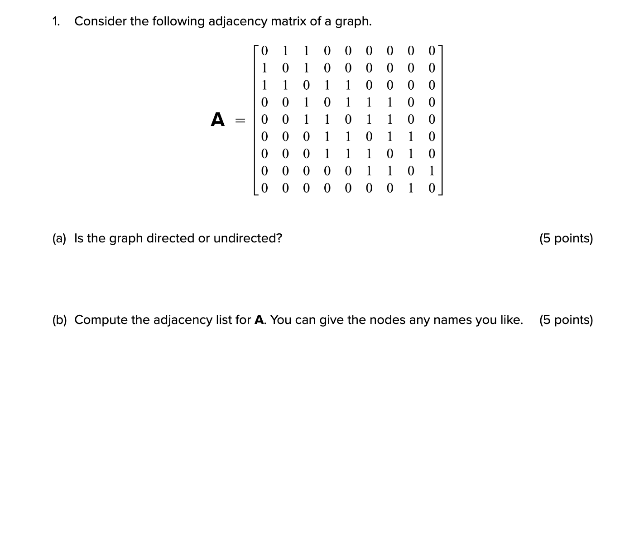 1. Consider the following adjacency matrix of a graph.
A =
0 1 1 0 0 0 0 0 0
1 0 1 0 0 0 0 0 0
1 1 0 1 1 0 0 0 0
0 0 1 0 1 1 1 0 0
0 0 1 1 0 1 1 0 0
0 0 0 1 1 0 1 1 0
0 0 0 1 1 1 0 1 0
0 0 0 0 0 1 1 0 1
0 0 0 0 0 0 0 1 0
(a) Is the graph directed or undirected? (5 points)
(b) Compute the adjacency list for A. You can give the nodes any names you like. (5 points)